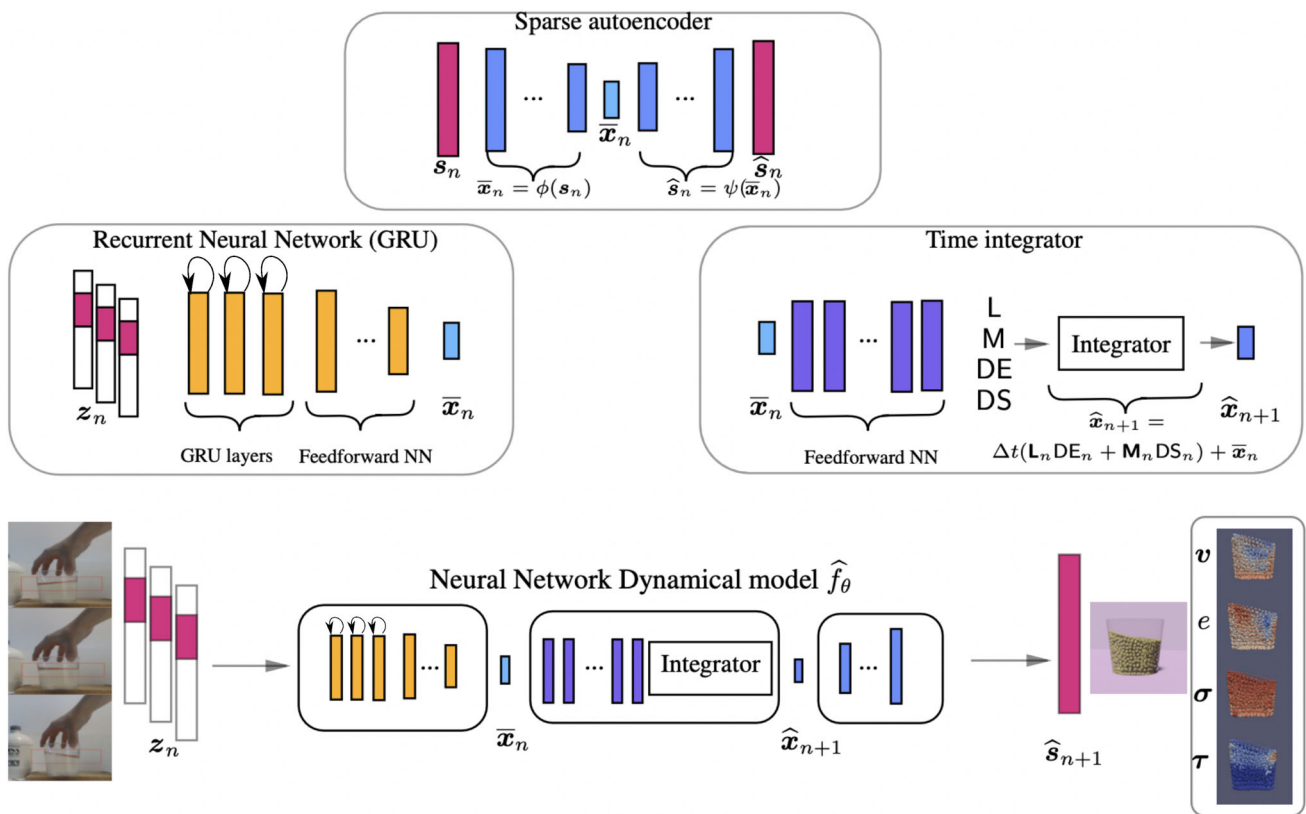 Sparse autoencoder
...
...
s_n
x̅_n
ŝ_n
x̅_n = ϕ(s_n)
ŝ_n = ψ(x̅_n)
Recurrent Neural Network (GRU)
...
z_n
x̅_n
GRU layers
Feedforward NN
Time integrator
...
L
M
DE
DS
Integrator
x̅_n
x̂_{n+1}
x̂_{n+1} =
Δt(L_n DE_n + M_n DS_n) + x̅_n
Feedforward NN
Neural Network Dynamical model f̂_θ
z_n
...
x̅_n
...
Integrator
x̂_{n+1}
...
ŝ_{n+1}
v
e
σ
τ